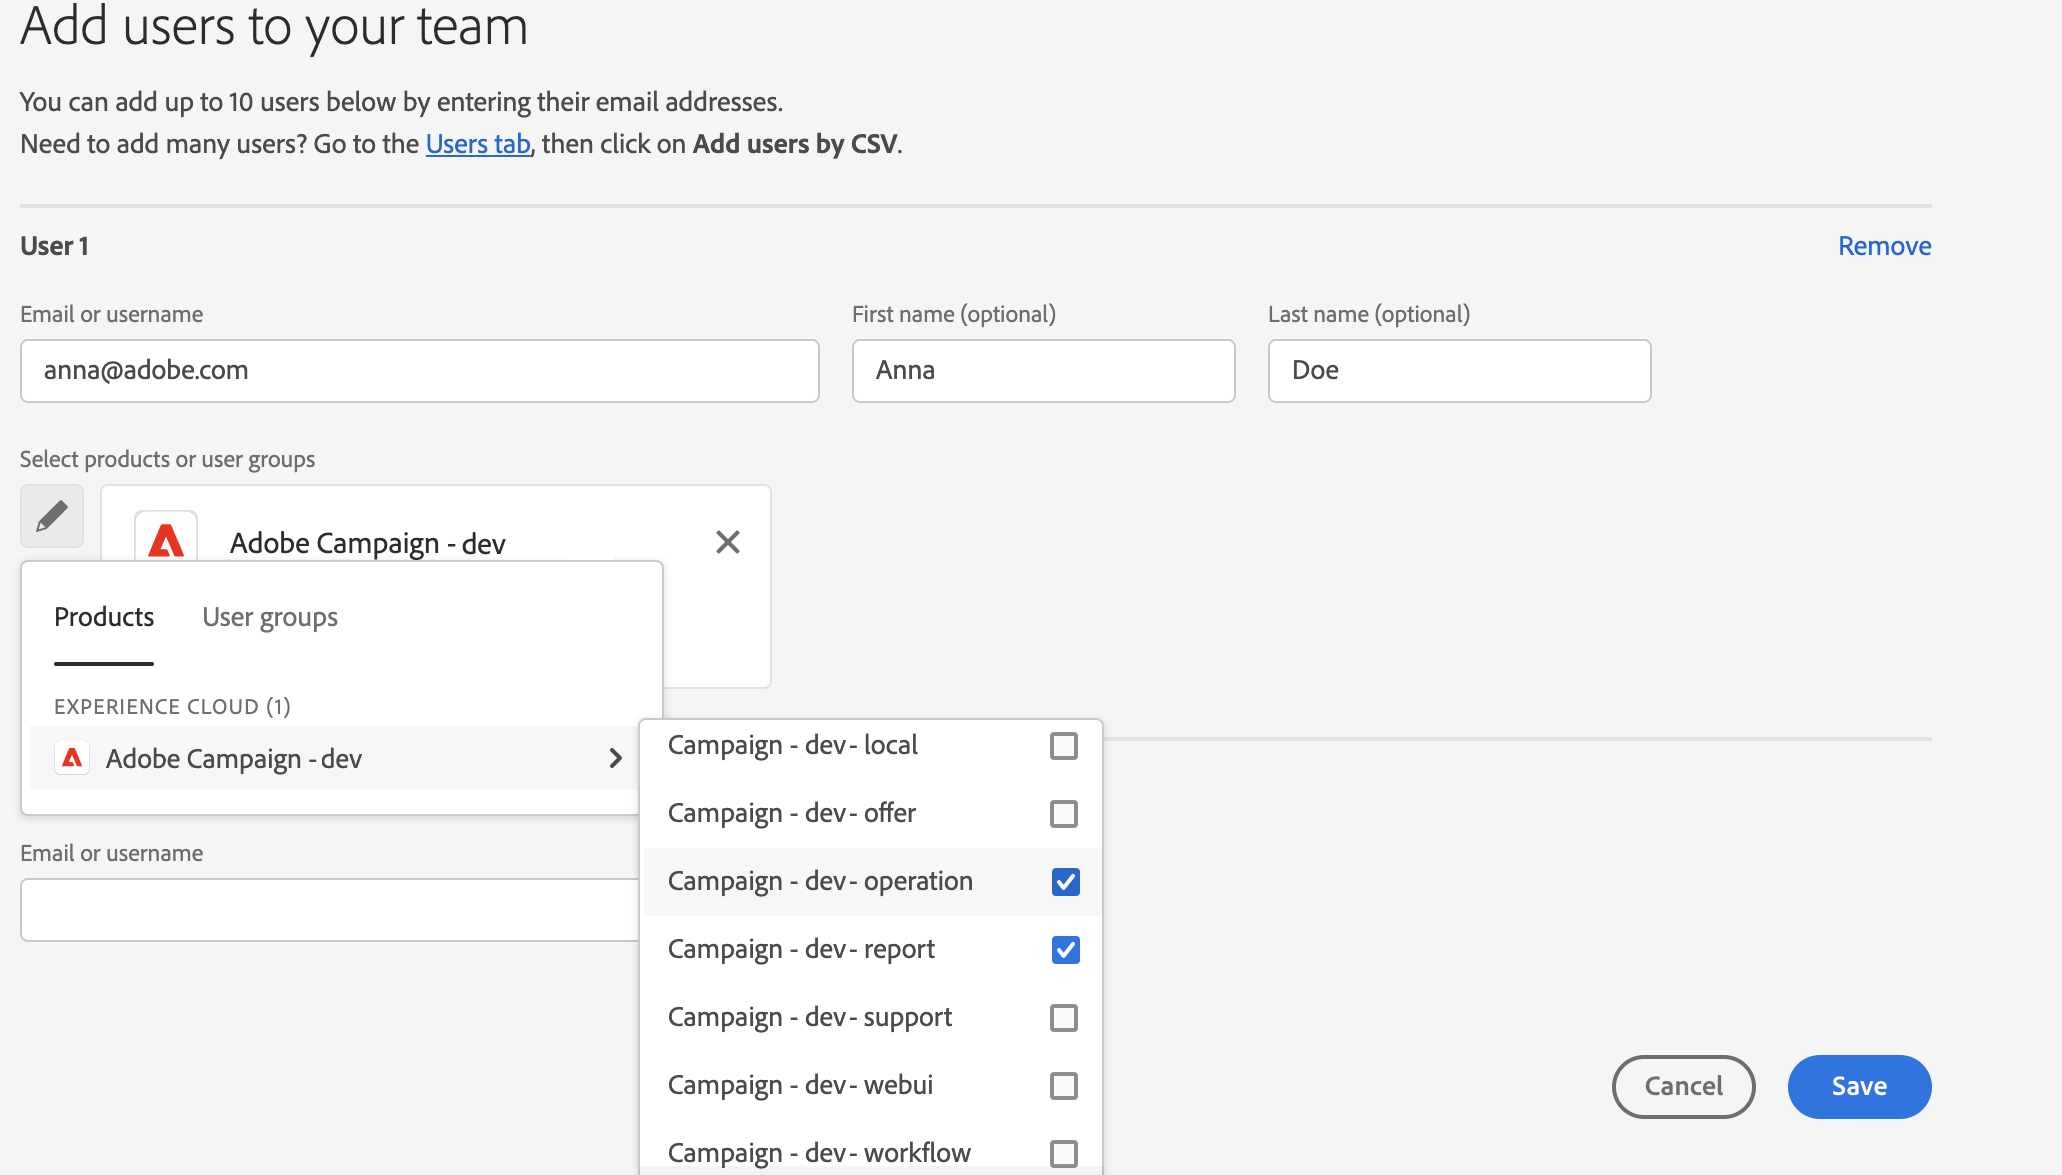 Add users to your team
You can add up to 10 users below by entering their email addresses.
Need to add many users? Go to the Users tab, then click on Add users by CSV.
User 1
Remove
Email or username
First name (optional)
Last name (optional)
anna@adobe.com
Anna
Doe
Select products or user groups
Adobe Campaign - dev
Products
User groups
EXPERIENCE CLOUD (1)
Adobe Campaign - dev
Campaign - dev - local
Campaign - dev - offer
Campaign - dev - operation
Campaign - dev - report
Campaign - dev - support
Campaign - dev - webui
Campaign - dev - workflow
Email or username
Cancel
Save